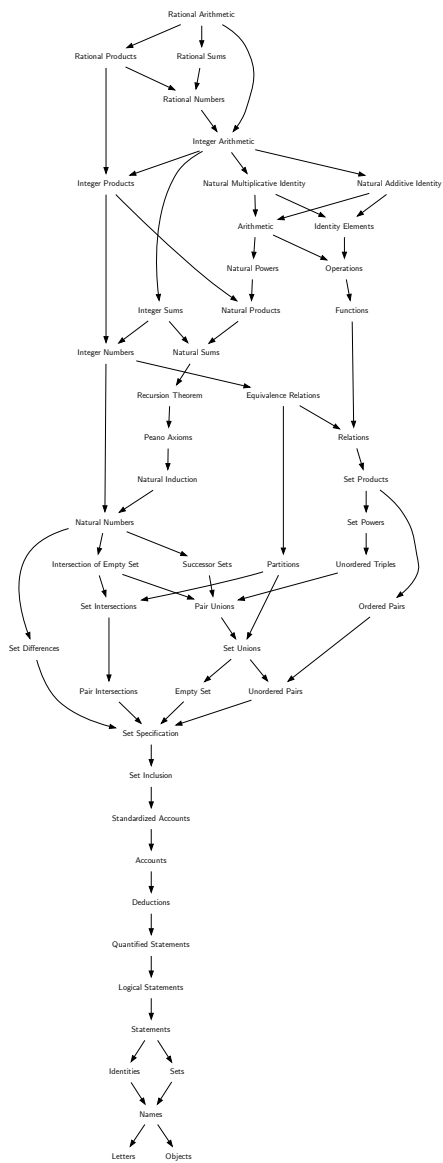 Rational Arithmetic
Rational Products
Rational Sums
Rational Numbers
Integer Arithmetic
Integer Products
Natural Multiplicative Identity
Natural Additive Identity
Arithmetic
Identity Elements
Natural Powers
Operations
Integer Sums
Natural Products
Functions
Integer Numbers
Natural Sums
Recursion Theorem
Equivalence Relations
Peano Axioms
Relations
Natural Induction
Set Products
Natural Numbers
Set Powers
Intersection of Empty Set
Successor Sets
Partitions
Unordered Triples
Set Intersections
Pair Unions
Ordered Pairs
Set Differences
Set Unions
Pair Intersections
Empty Set
Unordered Pairs
Set Specification
Set Inclusion
Standardized Accounts
Accounts
Deductions
Quantified Statements
Logical Statements
Statements
Identities
Sets
Names
Letters
Objects